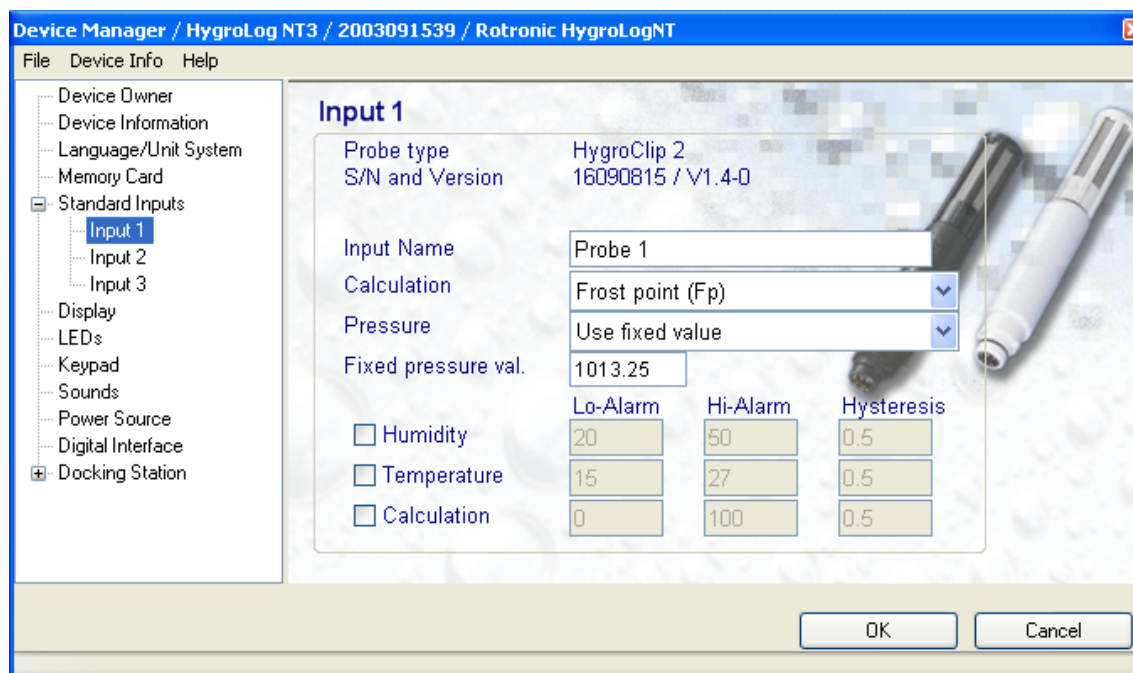 Device Manager / HygroLog NT3 / 2003091539 / Rotronic HygroLogNT
File Device Info Help
Device Owner
Device Information
Language/Unit System
Memory Card
Standard Inputs
Input 1
Input 2
Input 3
Display
LEDs
Keypad
Sounds
Power Source
Digital Interface
Docking Station
Input 1
Probe type HygroClip 2
S/N and Version 16090815 / V1.4-0
Input Name Probe 1
Calculation Frost point (Fp)
Pressure Use fixed value
Fixed pressure val. 1013.25
Lo-Alarm Hi-Alarm Hysteresis
Humidity 20 50 0.5
Temperature 15 27 0.5
Calculation 0 100 0.5
OK Cancel